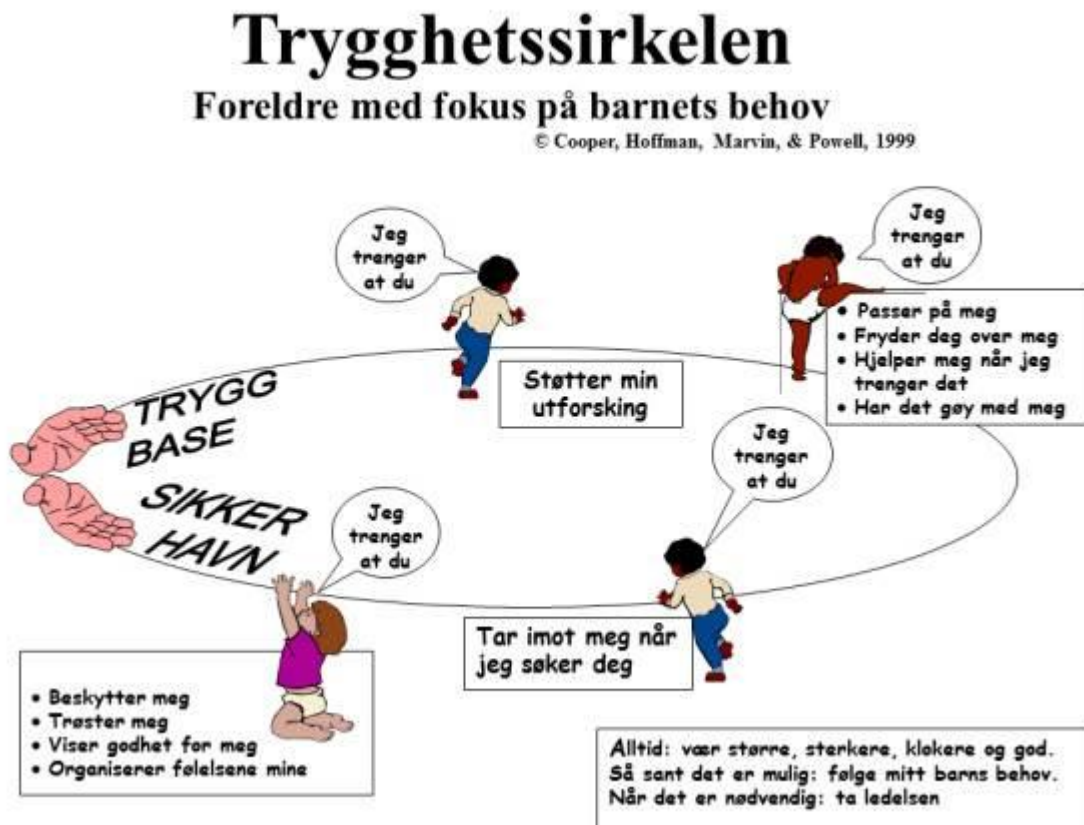 Trygghetssirkelen
Foreldre med fokus på barnets behov
© Cooper, Hoffman, Marvin, & Powell, 1999
Jeg
trenger
at du
Støtter min
utforsking
Jeg
trenger
at du
• Passer på meg
• Fryder deg over meg
• Hjelper meg når jeg
trenger det
• Har det gøy med meg
TRYGG
BASE
SIKKER
HAVN
Jeg
trenger
at du
Tar imot meg når
jeg søker deg
Jeg
trenger
at du
• Beskytter meg
• Trøster meg
• Viser godhet for meg
• Organiserer følelsene mine
Alltid: vær større, sterkere, klokere og god.
Så sant det er mulig: følge mitt barns behov.
Når det er nødvendig: ta ledelsen